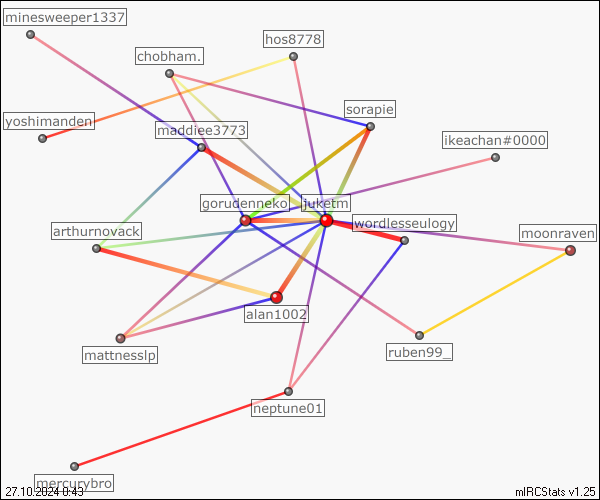 minesweeper1337
hos8778
chobham.
sorapie
yoshimanden
maddiee3773
ikeachan#0000
gorudenneko
juketm
wordlesseulogy
arthurnovack
moonraven
alan1002
mattnesslp
ruben99_
neptune01
mercurybro
27.10.2024 0:43
mIRCStats v1.25